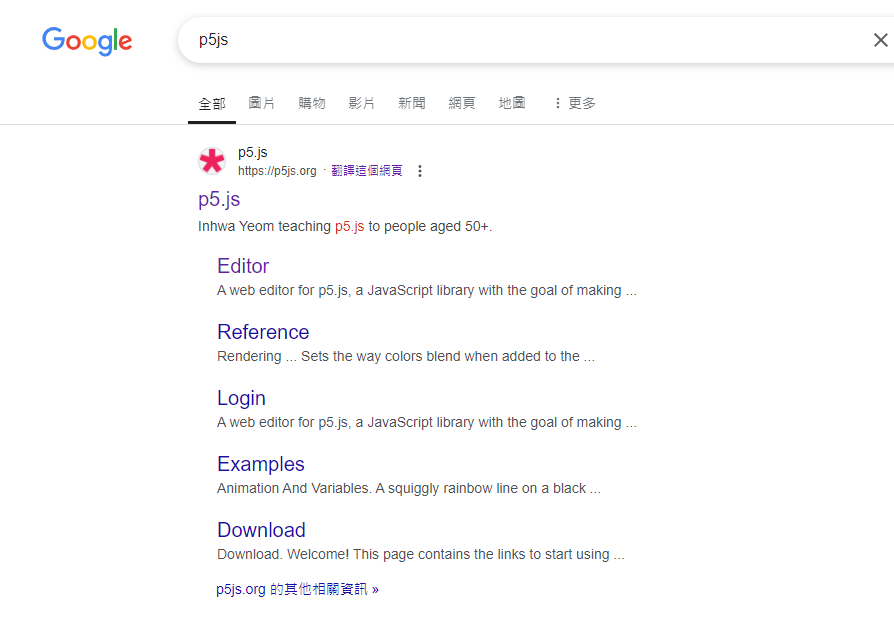 Google
p5js
全部 圖片 購物 影片 新聞 網頁 地圖 ⋮ 更多
p5.js
https://p5js.org · 翻譯這個網頁
p5.js
Inhwa Yeom teaching p5.js to people aged 50+.
Editor
A web editor for p5.js, a JavaScript library with the goal of making ...
Reference
Rendering ... Sets the way colors blend when added to the ...
Login
A web editor for p5.js, a JavaScript library with the goal of making ...
Examples
Animation And Variables. A squiggly rainbow line on a black ...
Download
Download. Welcome! This page contains the links to start using ...
p5js.org 的其他相關資訊 »